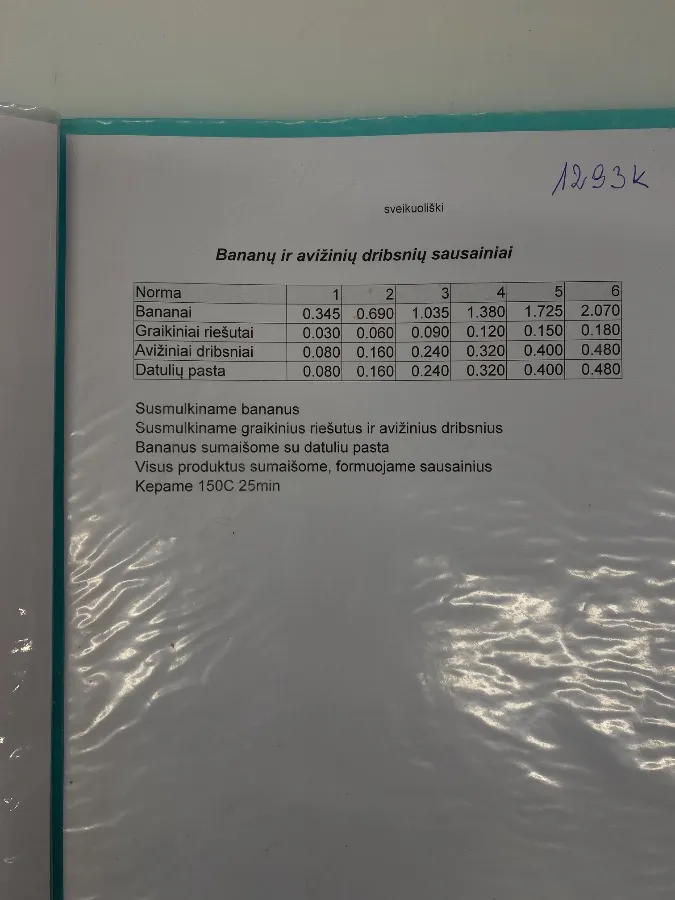 1293K
sveikuoliški
Bananų ir avižinių dribsnių sausainiai
Norma 1 2 3 4 5 6
Bananai 0.345 0.690 1.035 1.380 1.725 2.070
Graikiniai riešutai 0.030 0.060 0.090 0.120 0.150 0.180
Avižiniai dribsniai 0.080 0.160 0.240 0.320 0.400 0.480
Datulių pasta 0.080 0.160 0.240 0.320 0.400 0.480
Susmulkiname bananus
Susmulkiname graikinius riešutus ir avižinius dribsnius
Bananus sumaišome su datuliu pasta
Visus produktus sumaišome, formuojame sausainius
Kepame 150C 25min